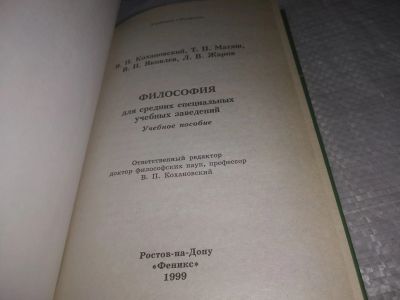 В. П. Кохановский, Т. П. Матяш,
В. П. Яковлев, Л. В. Жаров
ФИЛОСОФИЯ
для средних специальных
учебных заведений
Учебное пособие
Ответственный редактор
доктор философских наук, профессор
В. П. Кохановский
Ростов-на-Дону
«Феникс»
1999